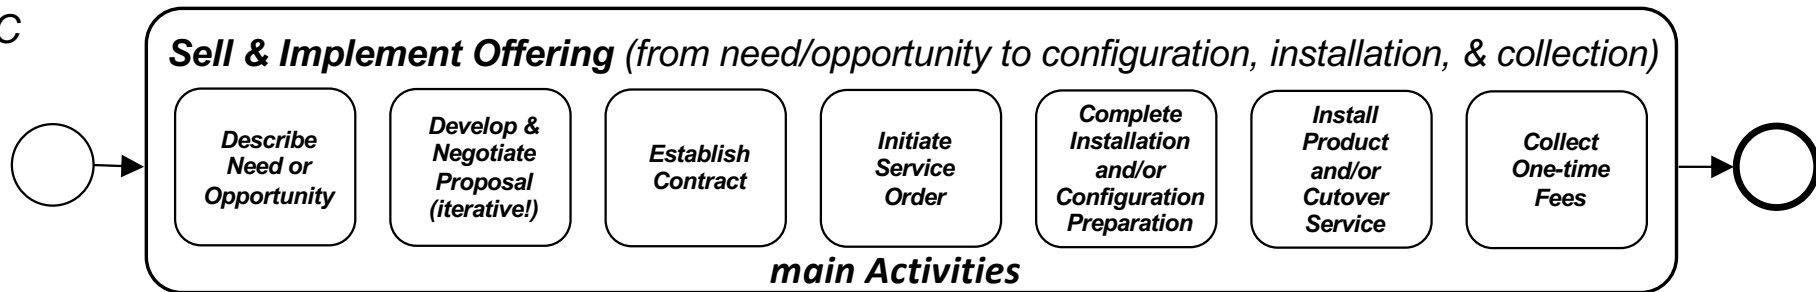 C
Sell & Implement Offering (from need/opportunity to configuration, installation, & collection)
Describe
Need or
Opportunity
Develop &
Negotiate
Proposal
(iterative!)
Establish
Contract
Initiate
Service
Order
Complete
Installation
and/or
Configuration
Preparation
Install
Product
and/or
Cutover
Service
Collect
One-time
Fees
main Activities